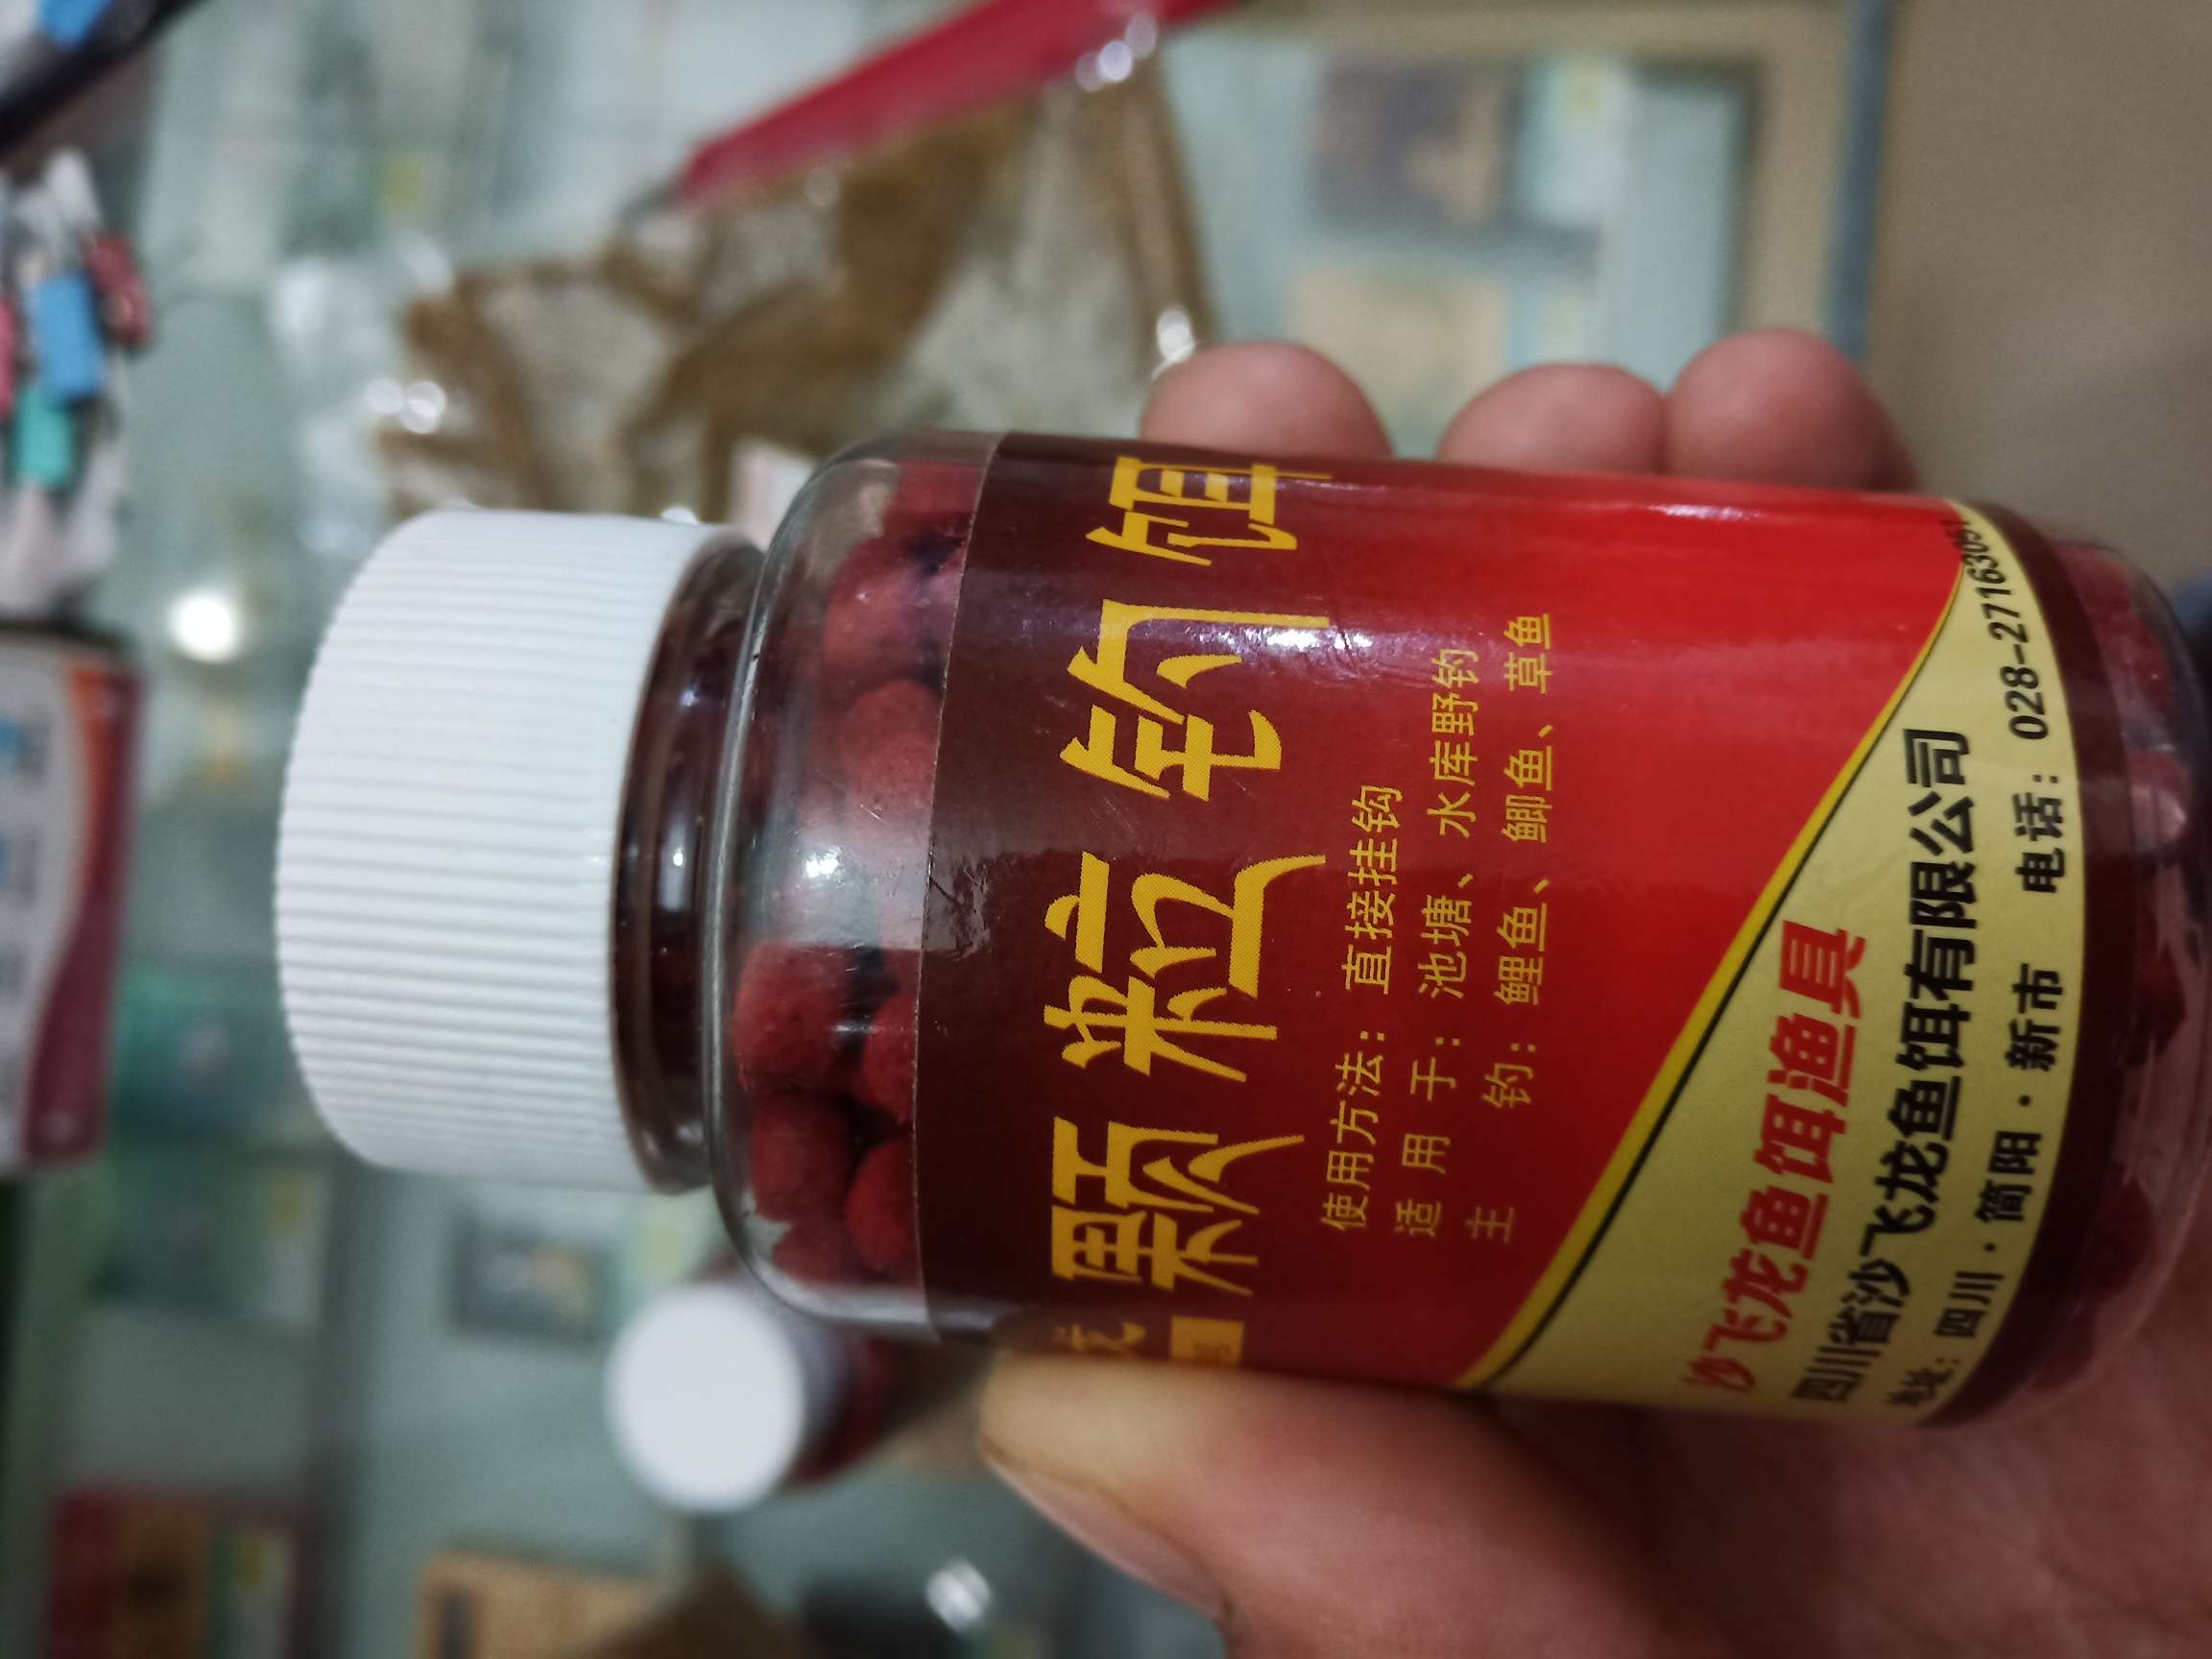 颗粒钓饵
使用方法：直接挂钩
适用于：池塘、水库野钓
主钓：鲤鱼、鲫鱼、草鱼
沙飞龙鱼饵渔具
四川省沙飞龙鱼饵有限公司
地址：四川·简阳·新市 电话：028-27163091